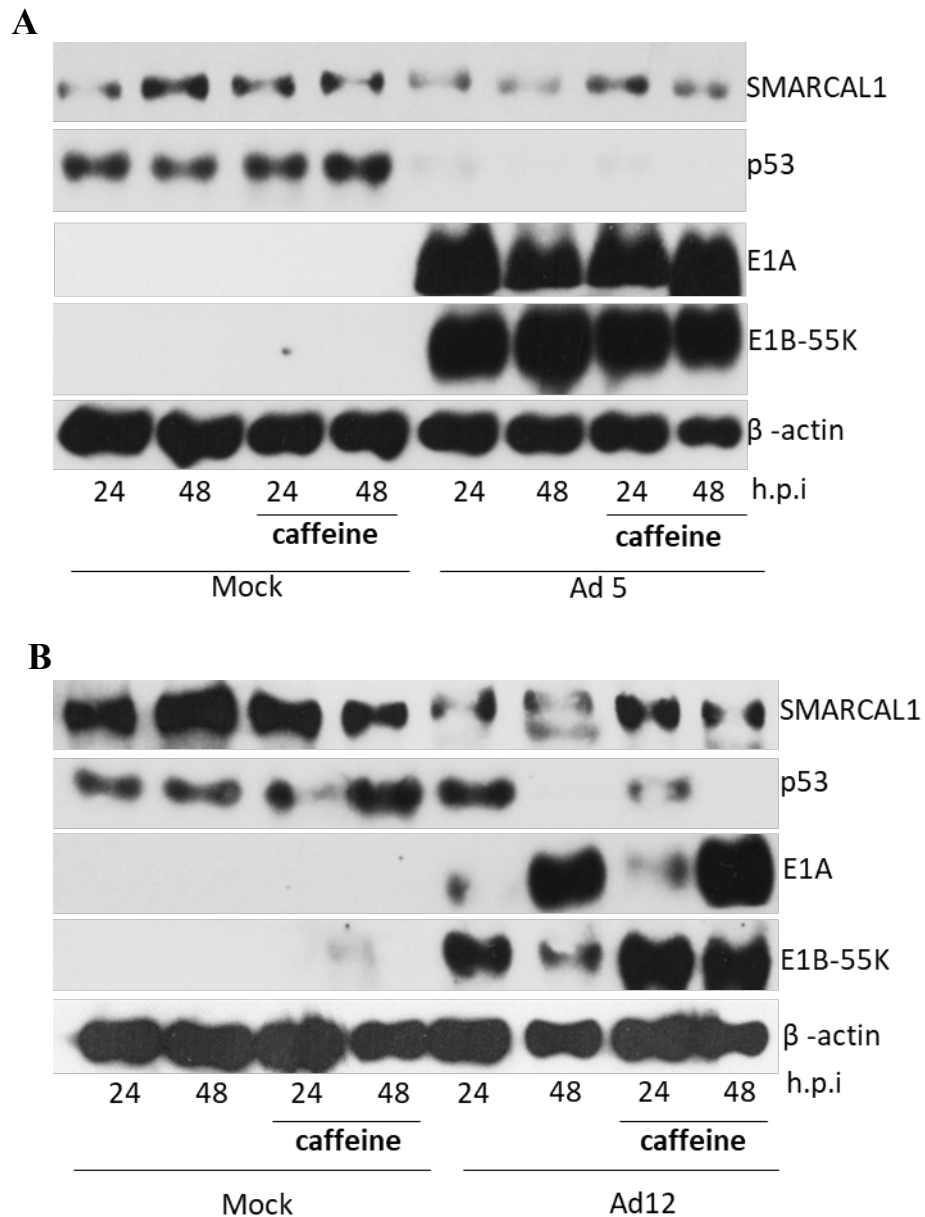 A
SMARCAL1
p53
E1A
E1B-55K
β -actin
24 48 24 48 24 48 24 48 h.p.i
caffeine caffeine
Mock Ad 5
B
SMARCAL1
p53
E1A
E1B-55K
β -actin
24 48 24 48 24 48 24 48 h.p.i
caffeine caffeine
Mock Ad12